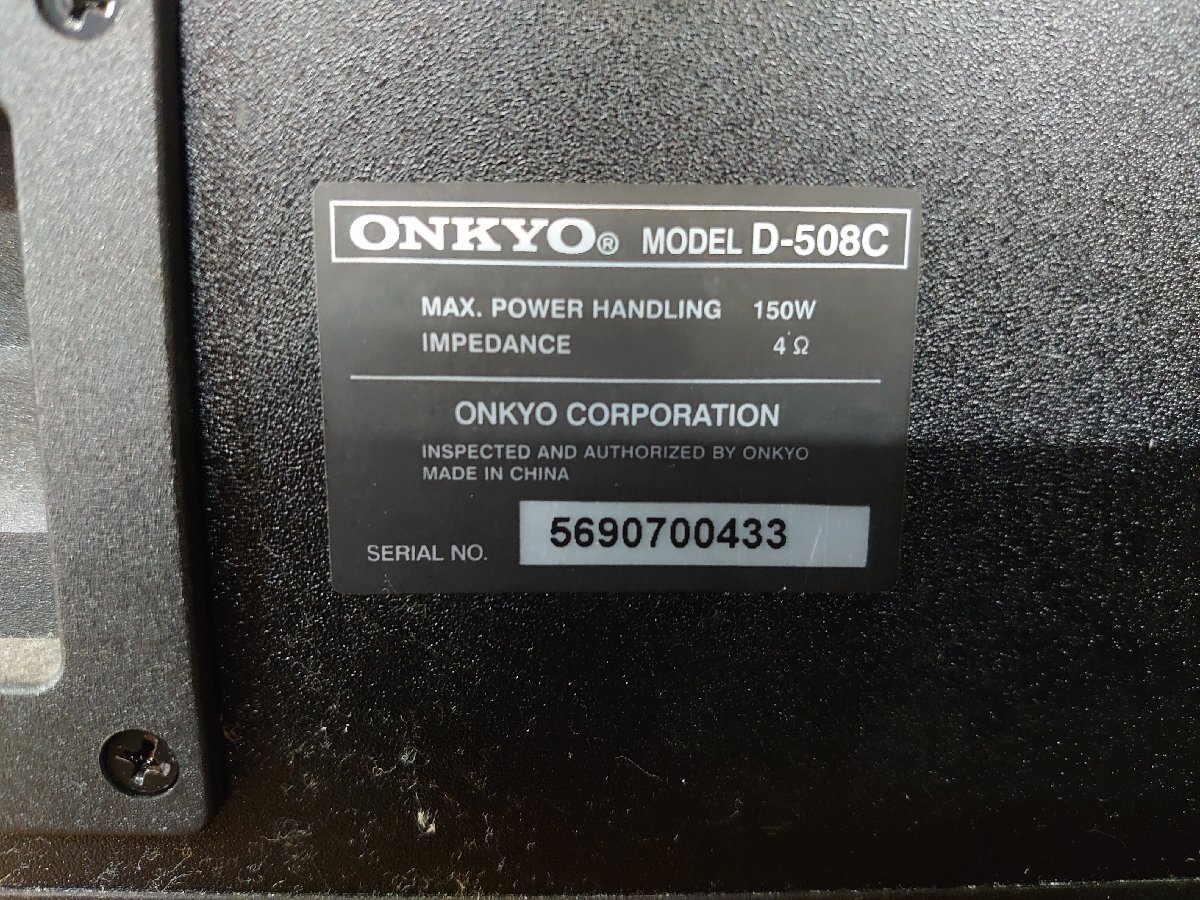 ONKYO® MODEL D-508C
MAX. POWER HANDLING 150W
IMPEDANCE 4 Ω
ONKYO CORPORATION
INSPECTED AND AUTHORIZED BY ONKYO
MADE IN CHINA
SERIAL NO. 5690700433